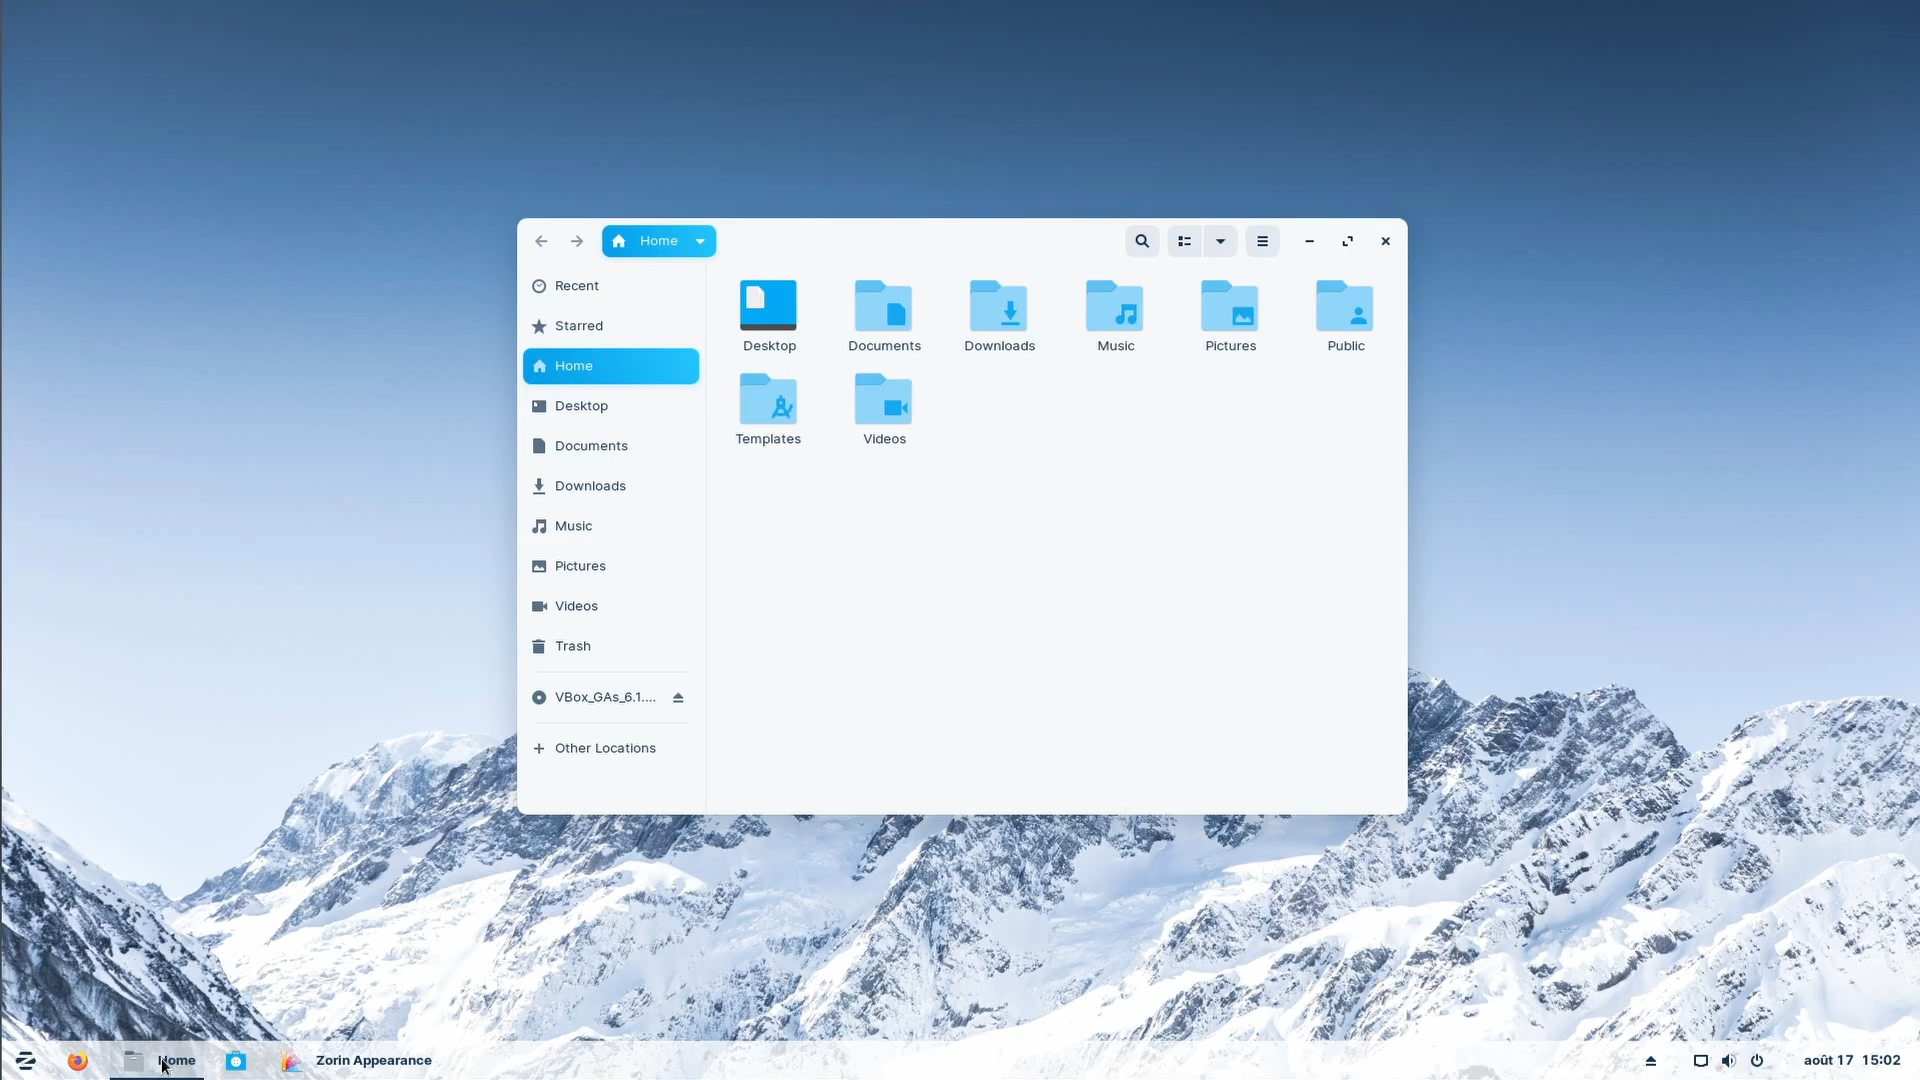 Home
Recent
Starred
Home
Desktop
Documents
Downloads
Music
Pictures
Videos
Trash
VBox_GAs_6.1....
Other Locations
Desktop Documents Downloads Music Pictures Public
Templates Videos
Home Zorin Appearance août 17 15:02